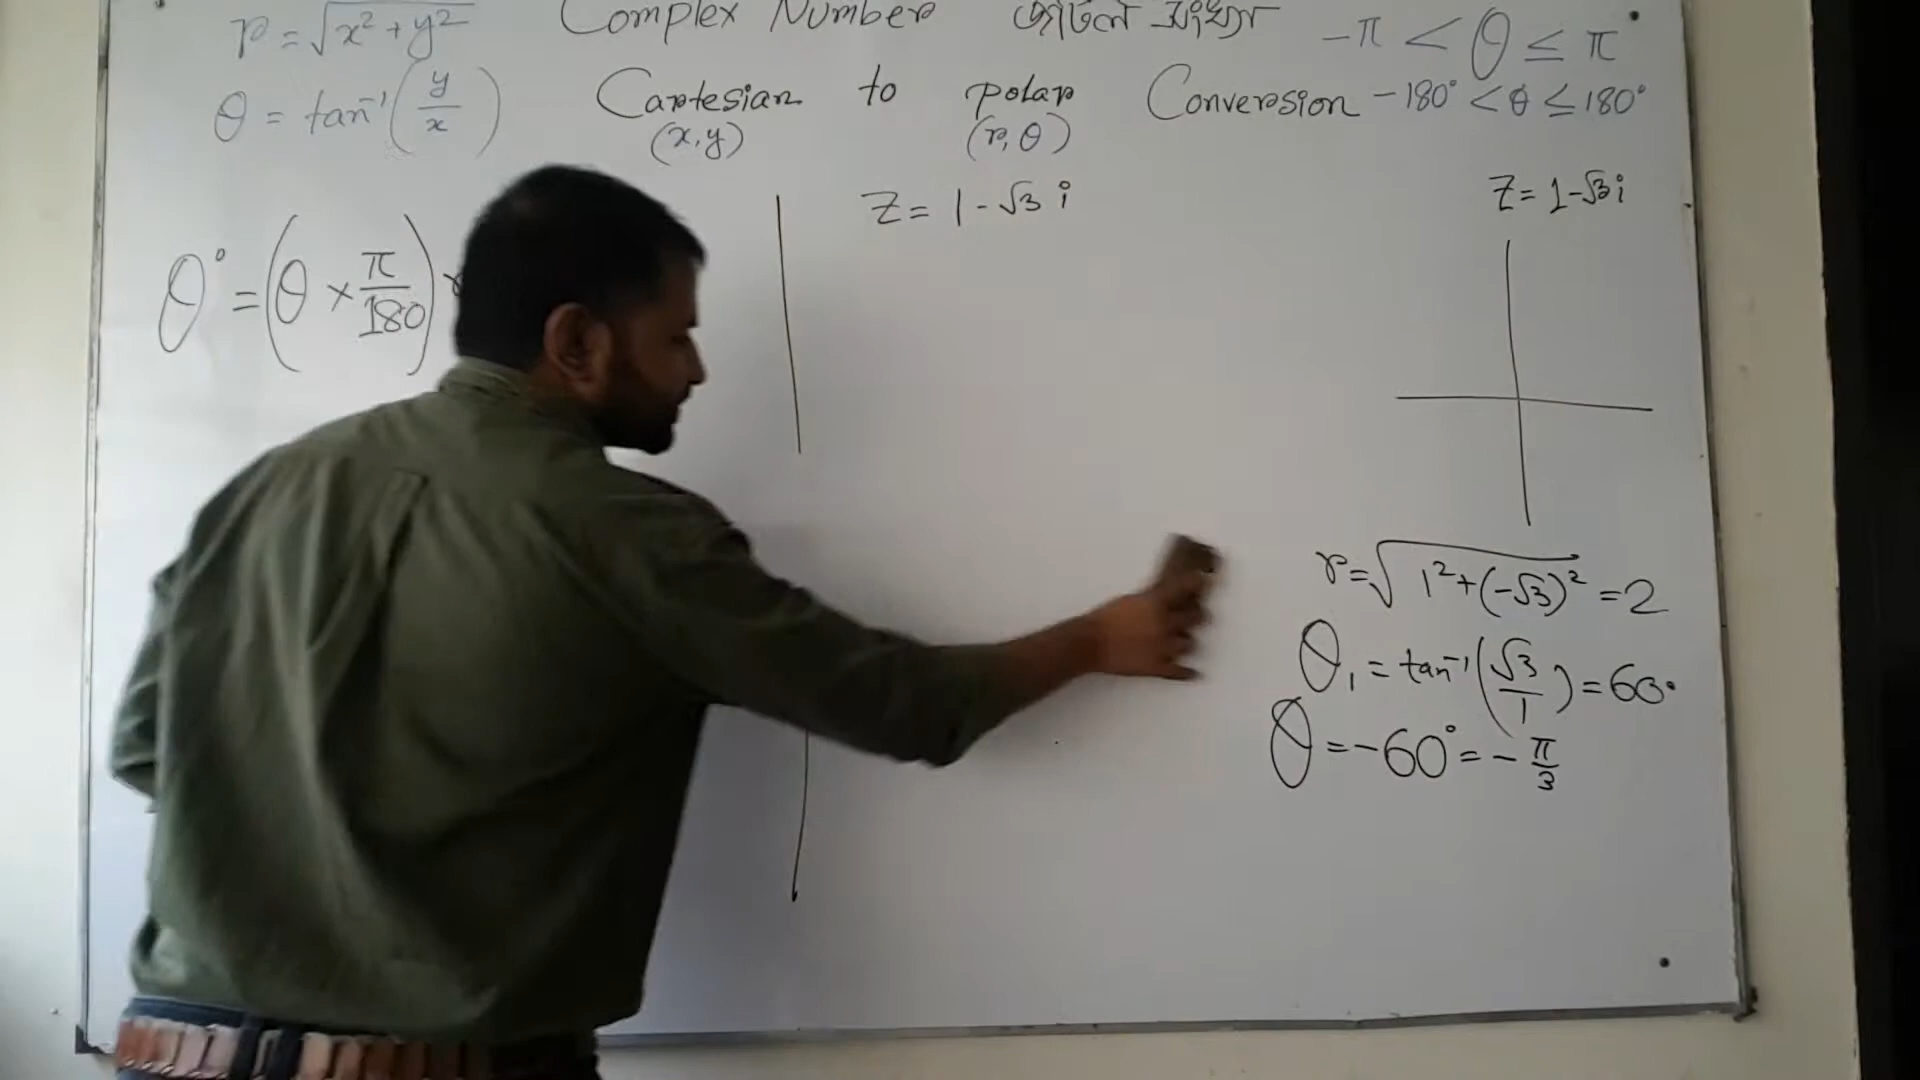 r = √x² + y²
θ = tan⁻¹(y/x)
Complex Number জটিল সংখ্যা
Cartesian to polar Conversion
(x, y) (r, θ)
-π < θ ≤ π
-180° < θ ≤ 180°
θ° = (θ × π/180)
Z = 1 - √3 i
Z = 1 - √3 i
r = √1² + (-√3)² = 2
θ₁ = tan⁻¹(√3/1) = 60°
θ = -60° = -π/3